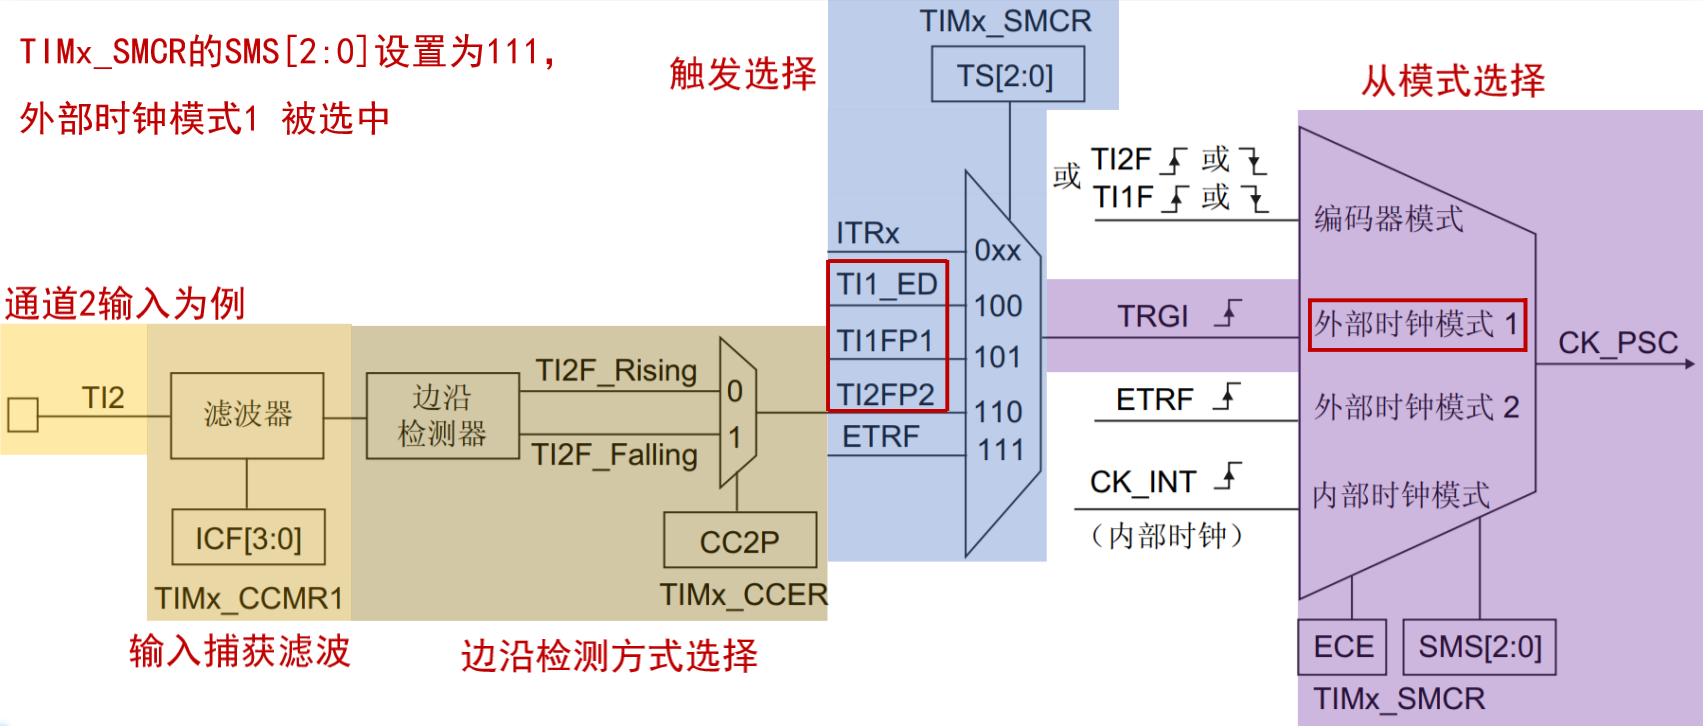 TIMx_SMCR的SMS[2:0]设置为111，
外部时钟模式1 被选中
触发选择
TIMx_SMCR
TS[2:0]
从模式选择
通道2输入为例
TI2
滤波器
ICF[3:0]
TIMx_CCMR1
输入捕获滤波
边沿
检测器
TI2F_Rising
TI2F_Falling
0
1
CC2P
TIMx_CCER
边沿检测方式选择
ITRx
0xx
TI1_ED
100
TI1FP1
101
TI2FP2
110
ETRF
111
或
TI2F 或
TI1F 或
编码器模式
TRGI
外部时钟模式 1
CK_PSC
ETRF
外部时钟模式 2
CK_INT
（内部时钟）
内部时钟模式
ECE
SMS[2:0]
TIMx_SMCR